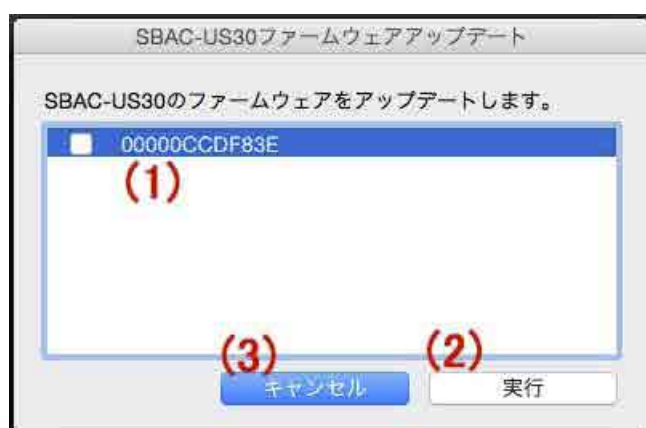 SBAC-US30ファームウェアアップデート
SBAC-US30のファームウェアをアップデートします。
00000CCDF83E
(1)
(3)
(2)
キャンセル
実行